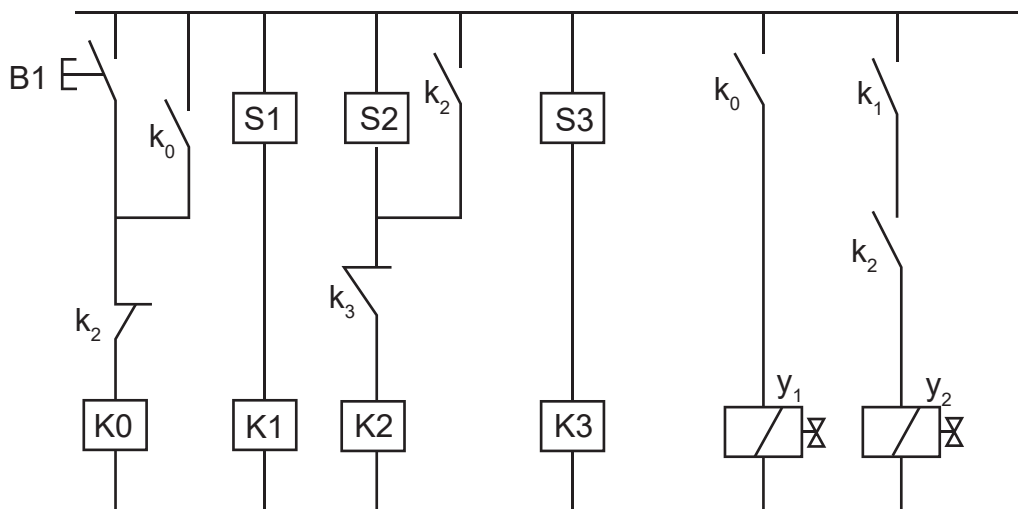 B1
k₀
S1
S2
k₂
S3
k₀
k₁
k₂
k₃
k₂
y₁
y₂
K0
K1
K2
K3